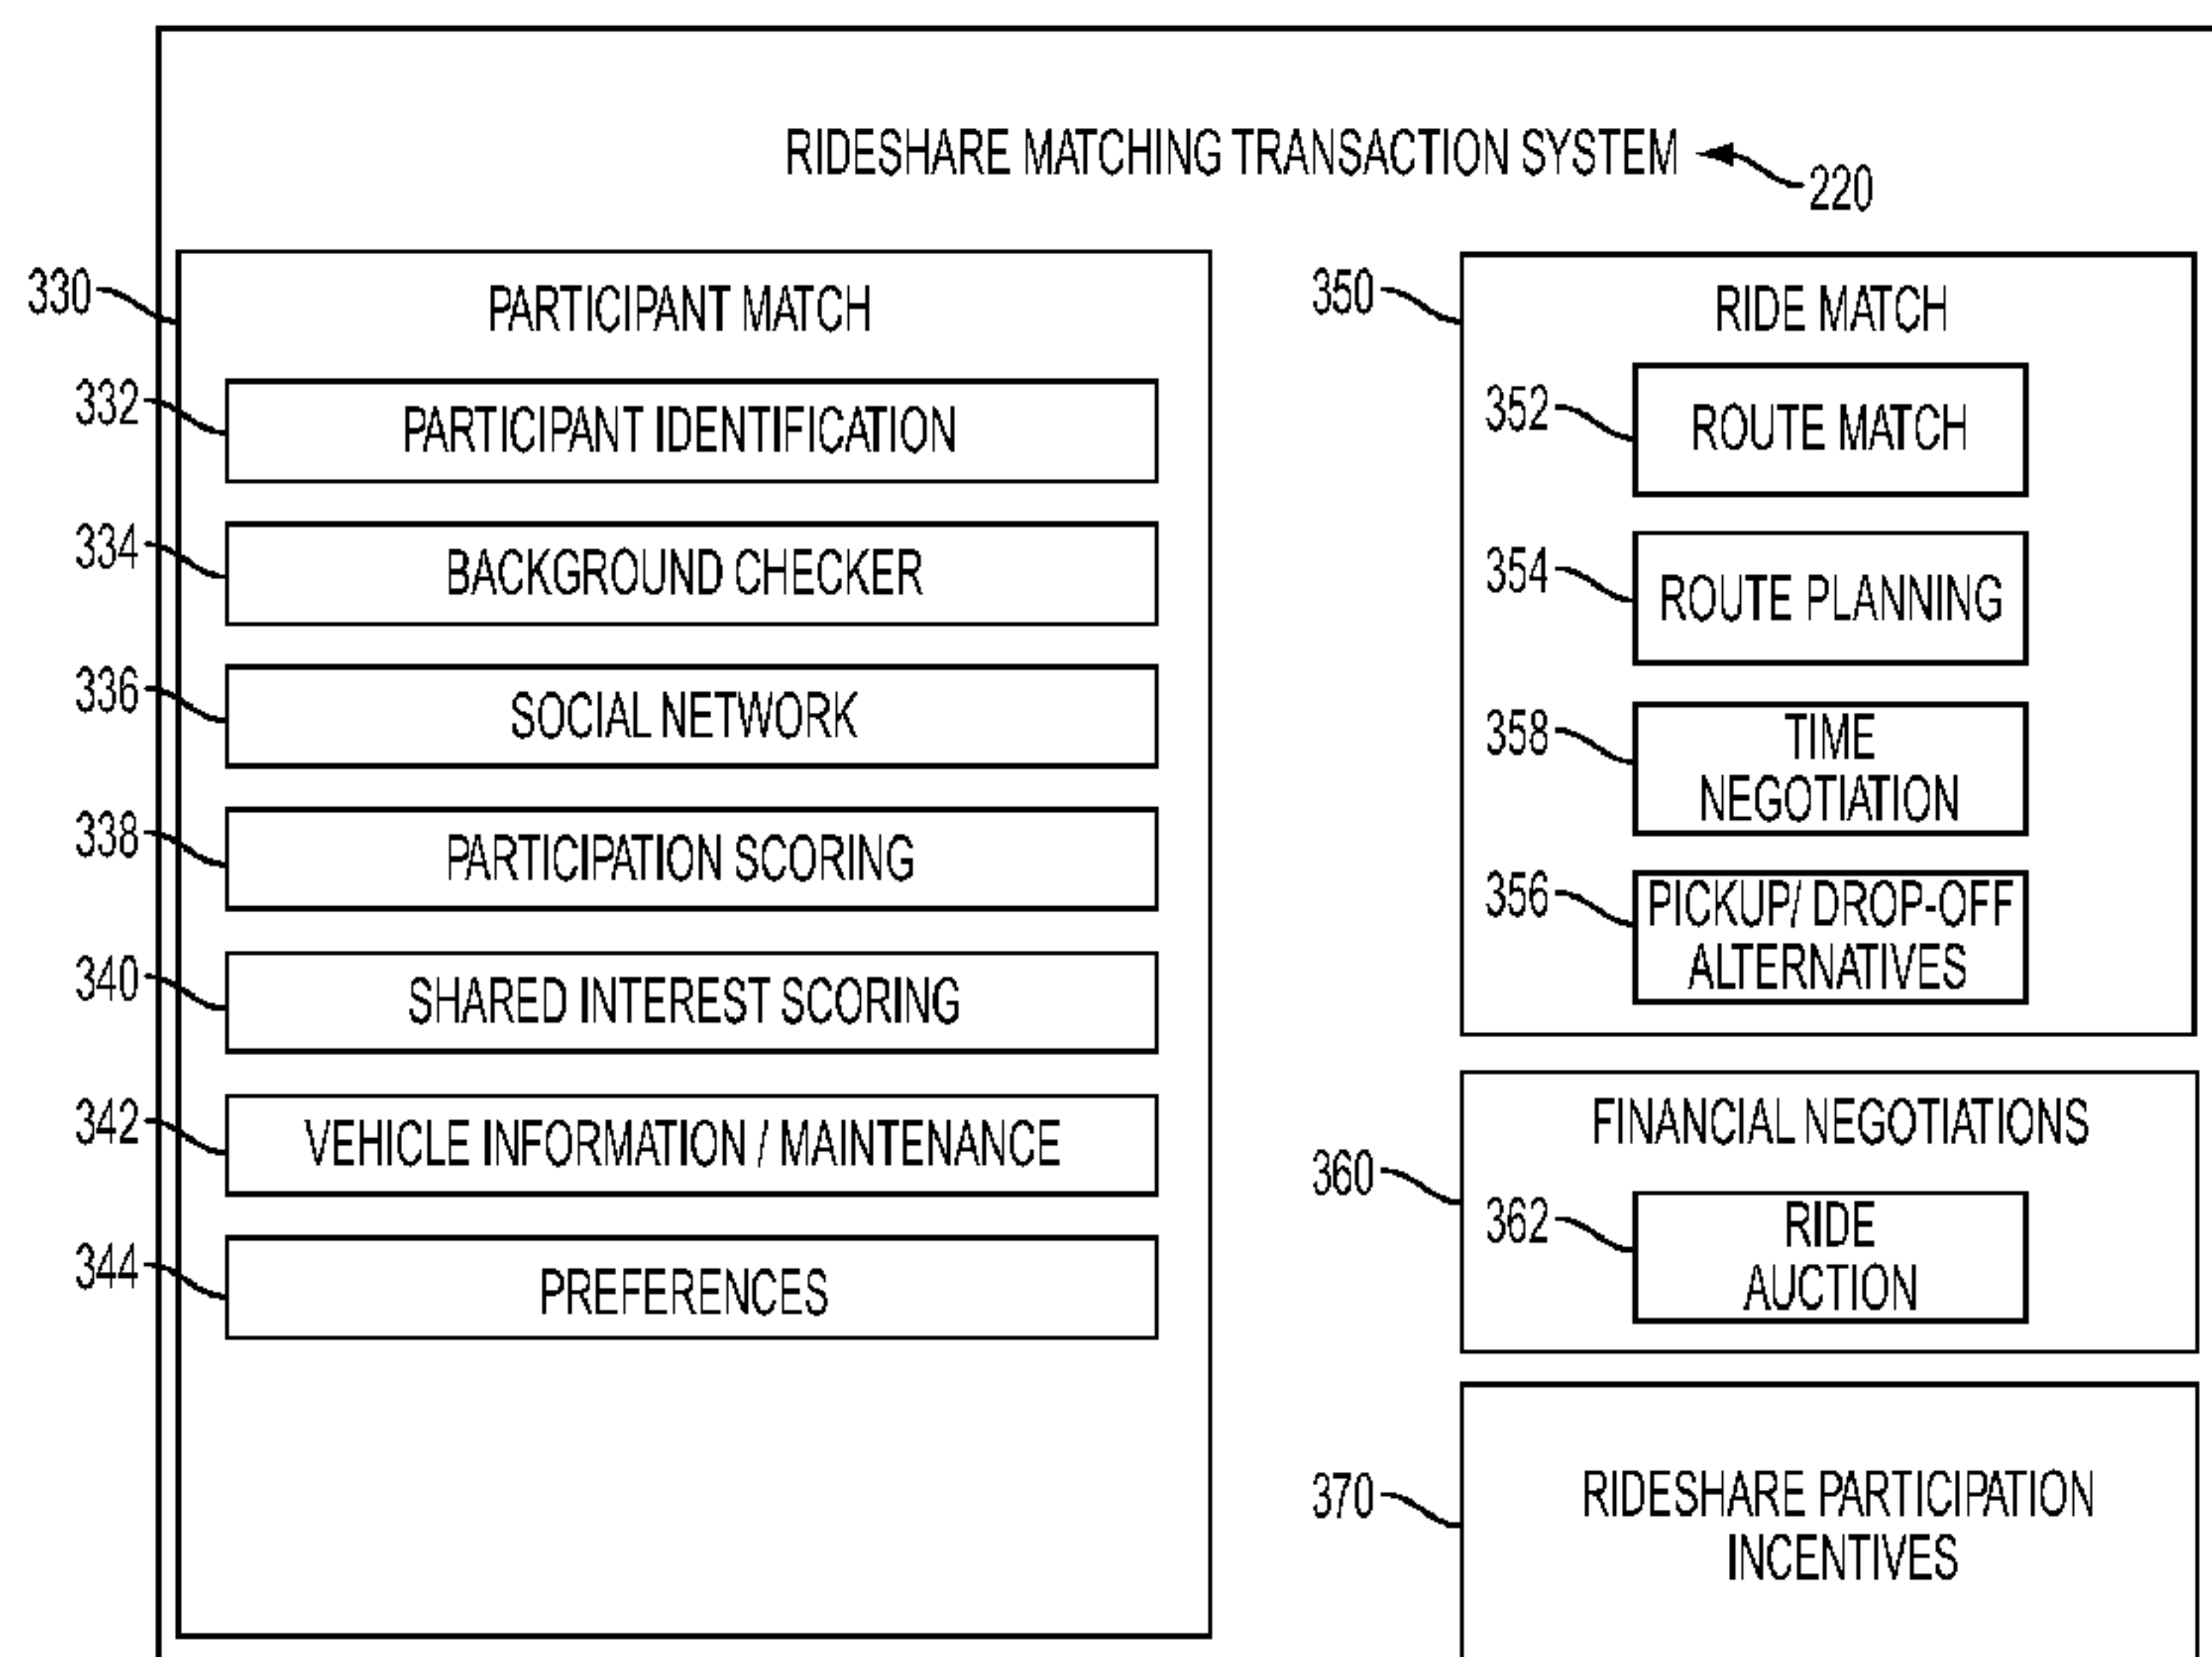 RIDESHARE MATCHING TRANSACTION SYSTEM
220
330
PARTICIPANT MATCH
332
PARTICIPANT IDENTIFICATION
334
BACKGROUND CHECKER
336
SOCIAL NETWORK
338
PARTICIPATION SCORING
340
SHARED INTEREST SCORING
342
VEHICLE INFORMATION / MAINTENANCE
344
PREFERENCES
350
RIDE MATCH
352
ROUTE MATCH
354
ROUTE PLANNING
358
TIME
NEGOTIATION
356
PICKUP/ DROP-OFF
ALTERNATIVES
360
FINANCIAL NEGOTIATIONS
362
RIDE
AUCTION
370
RIDESHARE PARTICIPATION
INCENTIVES